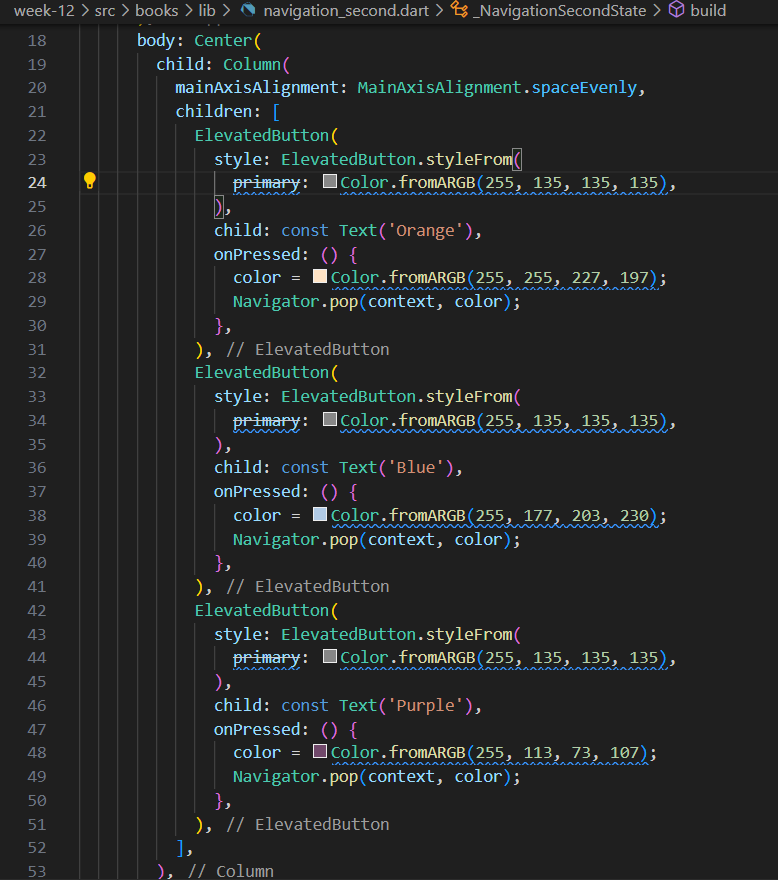 week-12 > src > books > lib > navigation_second.dart > _NavigationSecondState > build
18 body: Center(
19 child: Column(
20 mainAxisAlignment: MainAxisAlignment.spaceEvenly,
21 children: [
22 ElevatedButton(
23 style: ElevatedButton.styleFrom(
24 primary: Color.fromARGB(255, 135, 135, 135),
25 ),
26 child: const Text('Orange'),
27 onPressed: () {
28 color = Color.fromARGB(255, 255, 227, 197);
29 Navigator.pop(context, color);
30 },
31 ), // ElevatedButton
32 ElevatedButton(
33 style: ElevatedButton.styleFrom(
34 primary: Color.fromARGB(255, 135, 135, 135),
35 ),
36 child: const Text('Blue'),
37 onPressed: () {
38 color = Color.fromARGB(255, 177, 203, 230);
39 Navigator.pop(context, color);
40 },
41 ), // ElevatedButton
42 ElevatedButton(
43 style: ElevatedButton.styleFrom(
44 primary: Color.fromARGB(255, 135, 135, 135),
45 ),
46 child: const Text('Purple'),
47 onPressed: () {
48 color = Color.fromARGB(255, 113, 73, 107);
49 Navigator.pop(context, color);
50 },
51 ), // ElevatedButton
52 ],
53 ), // Column